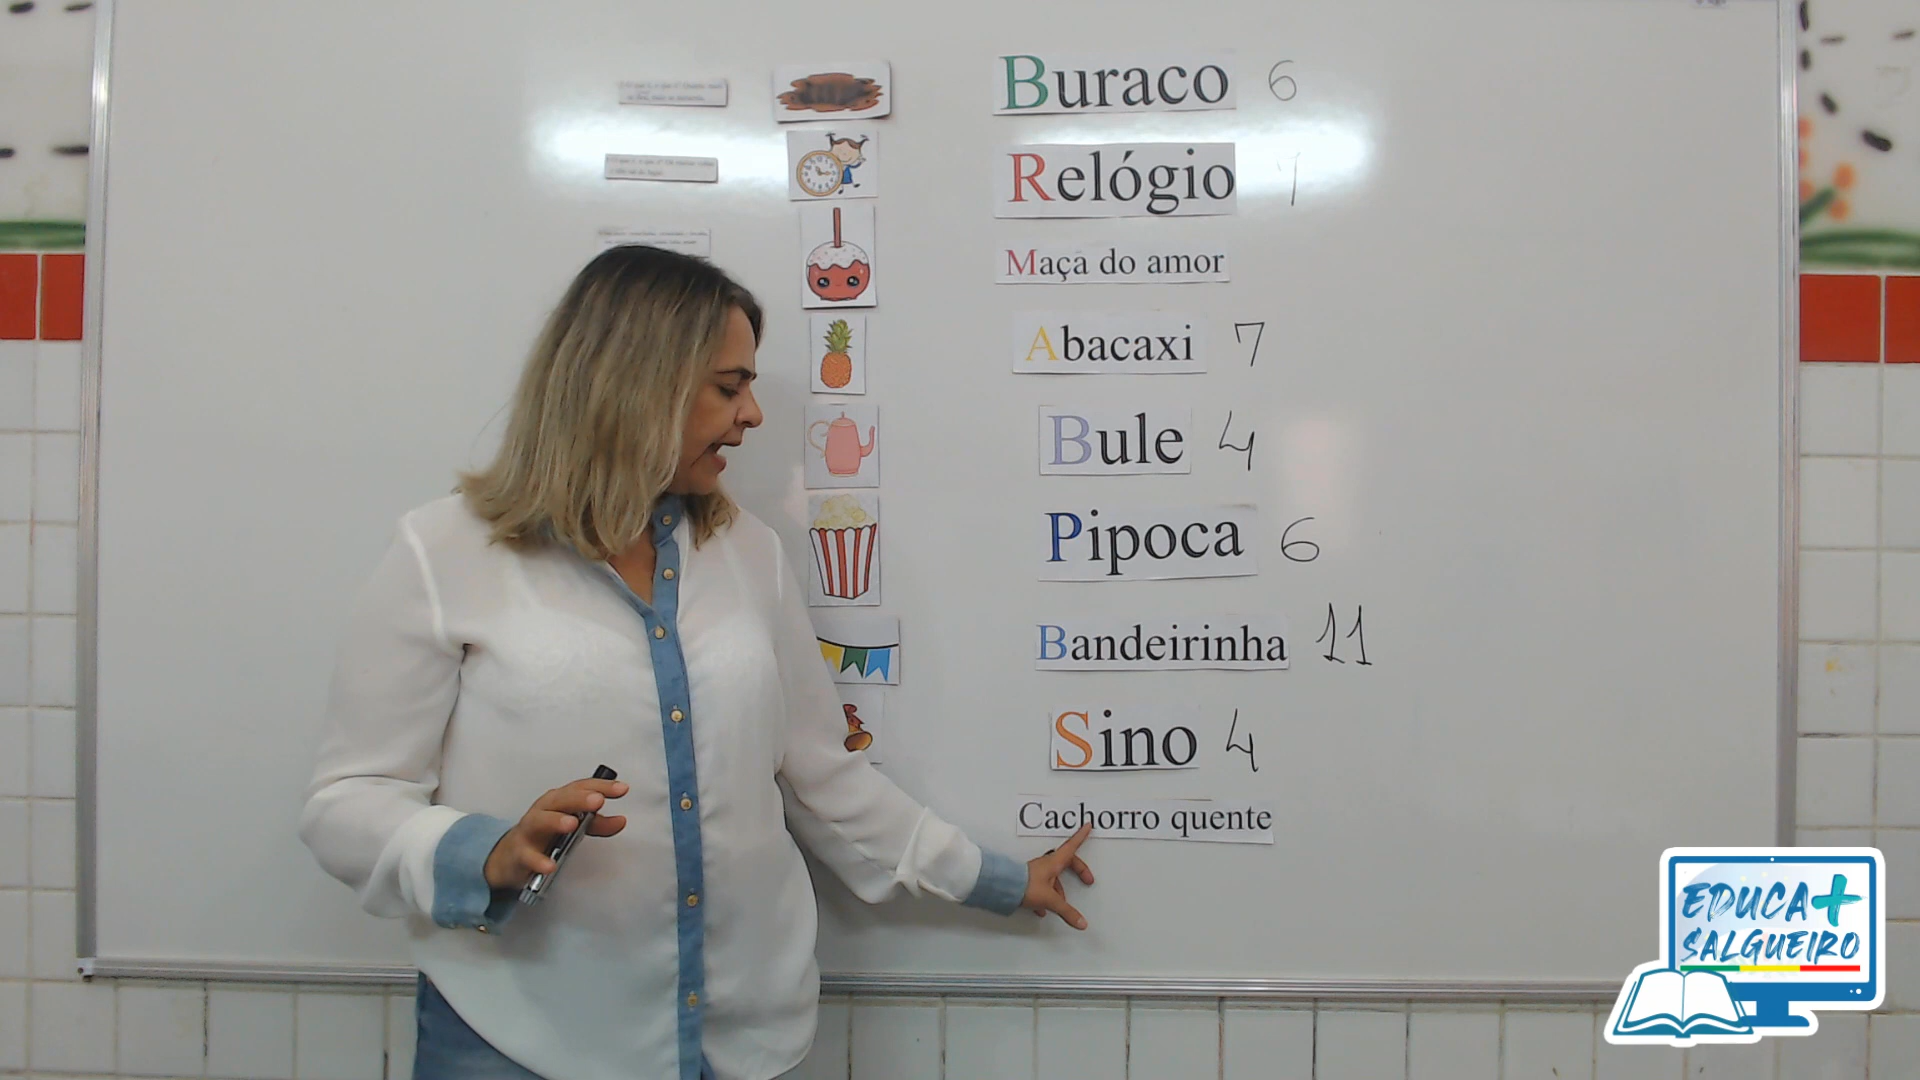 Buraco 6
Relógio 7
Maçã do amor
Abacaxi 7
Bule 4
Pipoca 6
Bandeirinha 11
Sino 4
Cachorro quente
EDUCA+
SALGUEIRO